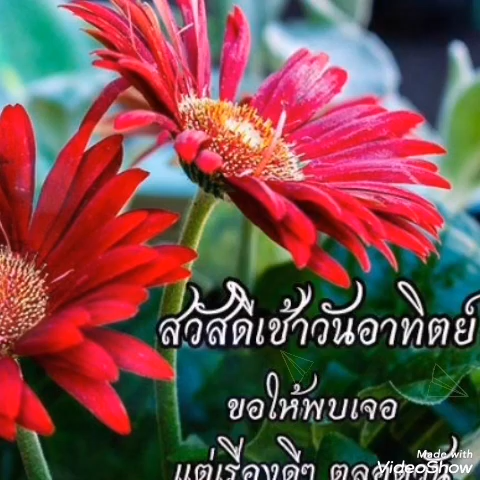 สวัสดีเช้าวันอาทิตย์
ขอให้พบเจอ
แต่เรื่องดีๆ ตลอดวัน
Made with
VideoShow